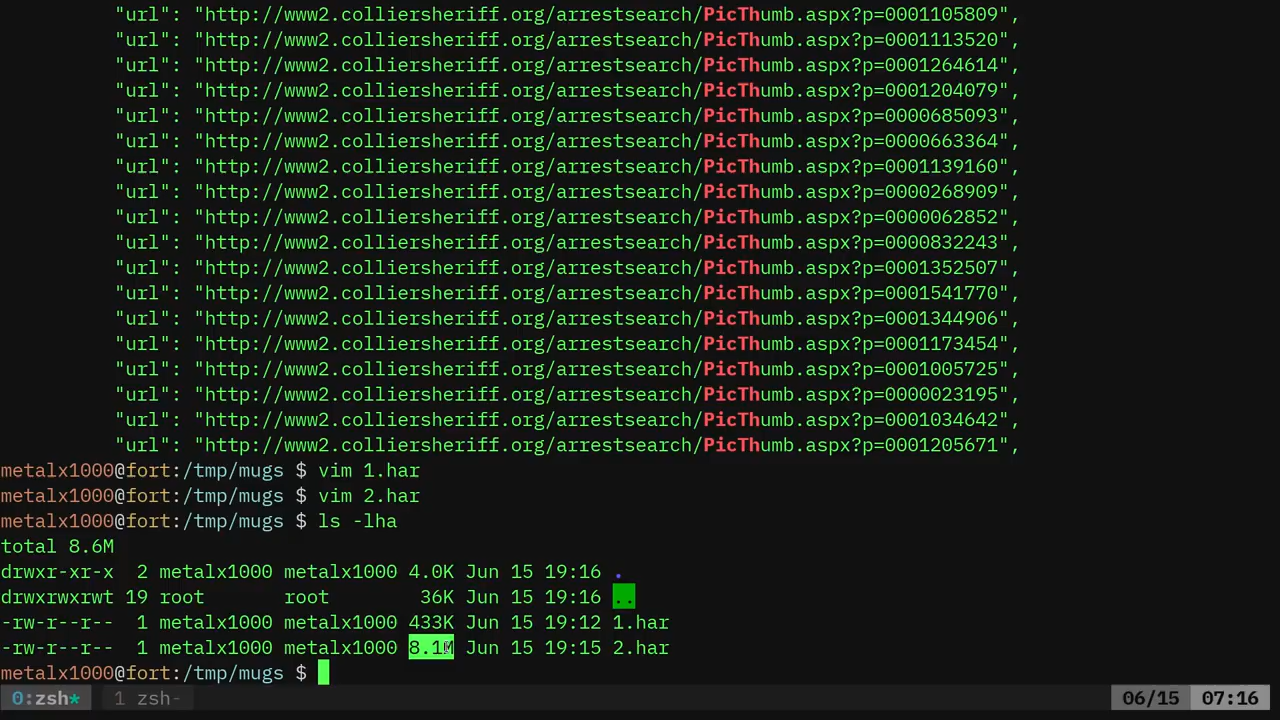 "url": "http://www2.colliersheriff.org/arrestsearch/PicThumb.aspx?p=0001105809",
"url": "http://www2.colliersheriff.org/arrestsearch/PicThumb.aspx?p=0001113520",
"url": "http://www2.colliersheriff.org/arrestsearch/PicThumb.aspx?p=0001264614",
"url": "http://www2.colliersheriff.org/arrestsearch/PicThumb.aspx?p=0001204079",
"url": "http://www2.colliersheriff.org/arrestsearch/PicThumb.aspx?p=0000685093",
"url": "http://www2.colliersheriff.org/arrestsearch/PicThumb.aspx?p=0000663364",
"url": "http://www2.colliersheriff.org/arrestsearch/PicThumb.aspx?p=0001139160",
"url": "http://www2.colliersheriff.org/arrestsearch/PicThumb.aspx?p=0000268909",
"url": "http://www2.colliersheriff.org/arrestsearch/PicThumb.aspx?p=0000062852",
"url": "http://www2.colliersheriff.org/arrestsearch/PicThumb.aspx?p=0000832243",
"url": "http://www2.colliersheriff.org/arrestsearch/PicThumb.aspx?p=0001352507",
"url": "http://www2.colliersheriff.org/arrestsearch/PicThumb.aspx?p=0001541770",
"url": "http://www2.colliersheriff.org/arrestsearch/PicThumb.aspx?p=0001344906",
"url": "http://www2.colliersheriff.org/arrestsearch/PicThumb.aspx?p=0001173454",
"url": "http://www2.colliersheriff.org/arrestsearch/PicThumb.aspx?p=0001005725",
"url": "http://www2.colliersheriff.org/arrestsearch/PicThumb.aspx?p=0000023195",
"url": "http://www2.colliersheriff.org/arrestsearch/PicThumb.aspx?p=0001034642",
"url": "http://www2.colliersheriff.org/arrestsearch/PicThumb.aspx?p=0001205671",
metalx1000@fort:/tmp/mugs $ vim 1.har
metalx1000@fort:/tmp/mugs $ vim 2.har
metalx1000@fort:/tmp/mugs $ ls -lha
total 8.6M
drwxr-xr-x  2 metalx1000 metalx1000 4.0K Jun 15 19:16 .
drwxrwxrwt 19 root       root        36K Jun 15 19:16 ..
-rw-r--r--  1 metalx1000 metalx1000 433K Jun 15 19:12 1.har
-rw-r--r--  1 metalx1000 metalx1000 8.1M Jun 15 19:15 2.har
metalx1000@fort:/tmp/mugs $
0:zsh* 1 zsh- 06/15 07:16